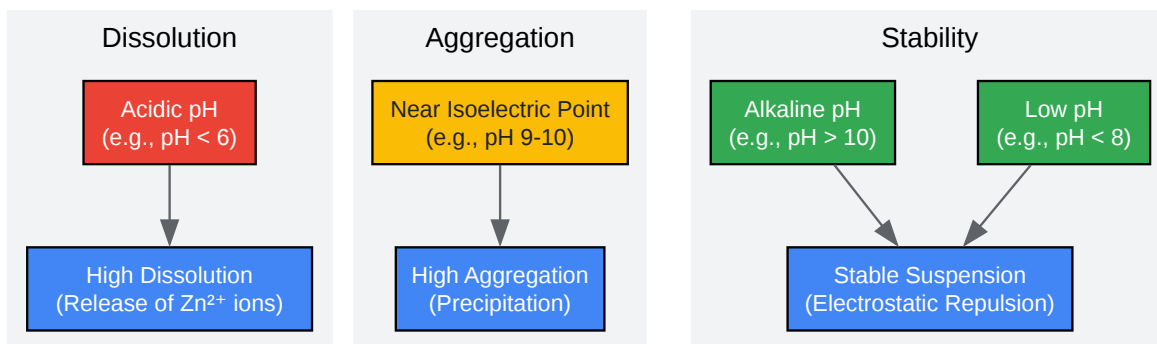 Dissolution
Acidic pH
(e.g., pH < 6)
High Dissolution
(Release of Zn²⁺ ions)
Aggregation
Near Isoelectric Point
(e.g., pH 9-10)
High Aggregation
(Precipitation)
Stability
Alkaline pH
(e.g., pH > 10)
Low pH
(e.g., pH < 8)
Stable Suspension
(Electrostatic Repulsion)